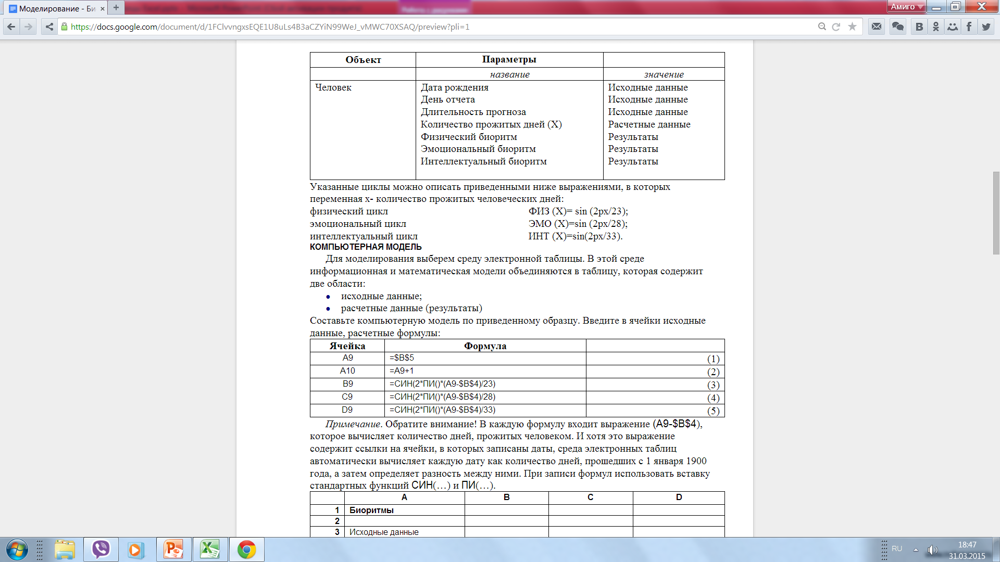 Моделирование - Би
Работа с рисунками
Амиго
https://docs.google.com/document/d/1FClvvngxsEQE1U8uLs4B3aCZYiN99WeJ_vMWC70XSAQ/preview?pli=1
Объект Параметры
название значение
Человек Дата рождения Исходные данные
День отчета Исходные данные
Длительность прогноза Исходные данные
Количество прожитых дней (X) Расчетные данные
Физический биоритм Результаты
Эмоциональный биоритм Результаты
Интеллектуальный биоритм Результаты
Указанные циклы можно описать приведенными ниже выражениями, в которых
переменная х- количество прожитых человеческих дней:
физический цикл ФИЗ (X)= sin (2px/23);
эмоциональный цикл ЭМО (X)=sin (2px/28);
интеллектуальный цикл ИНТ (X)=sin(2px/33).
КОМПЬЮТЕРНАЯ МОДЕЛЬ
Для моделирования выберем среду электронной таблицы. В этой среде
информационная и математическая модели объединяются в таблицу, которая содержит
две области:
● исходные данные;
● расчетные данные (результаты)
Составьте компьютерную модель по приведенному образцу. Введите в ячейки исходные
данные, расчетные формулы:
Ячейка Формула
A9 =$B$5 (1)
A10 =A9+1 (2)
B9 =СИН(2*ПИ()*(A9-$B$4)/23) (3)
C9 =СИН(2*ПИ()*(A9-$B$4)/28) (4)
D9 =СИН(2*ПИ()*(A9-$B$4)/33) (5)
Примечание. Обратите внимание! В каждую формулу входит выражение (A9-$B$4),
которое вычисляет количество дней, прожитых человеком. И хотя это выражение
содержит ссылки на ячейки, в которых записаны даты, среда электронных таблиц
автоматически вычисляет каждую дату как количество дней, прошедших с 1 января 1900
года, а затем определяет разность между ними. При записи формул использовать вставку
стандартных функций СИН(…) и ПИ(…).
A B C D
1 Биоритмы
2
3 Исходные данные
RU
18:47
31.03.2015